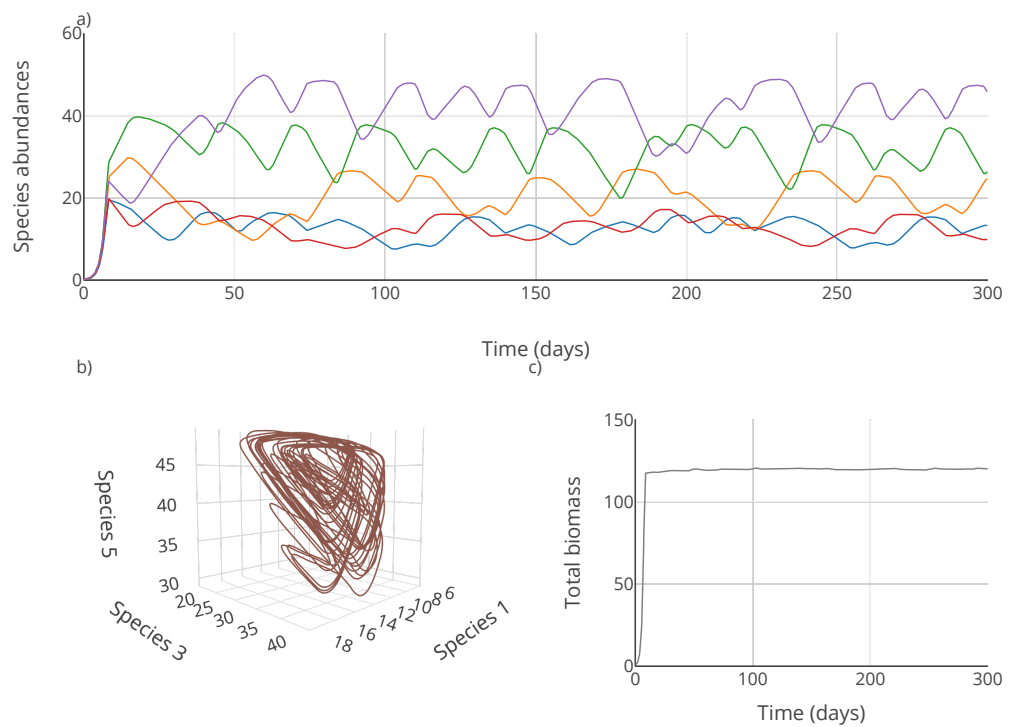 a)
60
40
20
0
Species abundances
0 50 100 150 200 250 300
Time (days)
b)
c)
Species 5
45
40
35
30
20 25 30 35 40
Species 3
18 16 14 12 10 8 6
Species 1
150
100
50
0
Total biomass
0 100 200 300
Time (days)